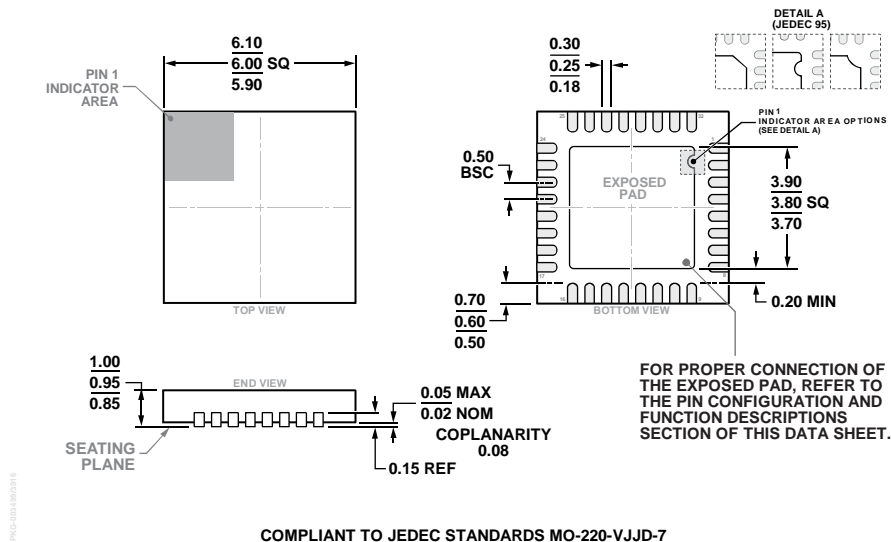 DETAIL A
(JEDEC 95)
6.10
6.00 SQ
5.90
0.30
0.25
0.18
PIN 1
INDICATOR
AREA
PIN 1
INDICATOR AREA OPTIONS
(SEE DETAIL A)
25
32
24
1
0.50
BSC
EXPOSED
PAD
3.90
3.80 SQ
3.70
17
8
16
9
TOP VIEW
BOTTOM VIEW
0.70
0.60
0.50
0.20 MIN
1.00
0.95
0.85
END VIEW
0.05 MAX
0.02 NOM
COPLANARITY
0.08
0.15 REF
SEATING
PLANE
FOR PROPER CONNECTION OF
THE EXPOSED PAD, REFER TO
THE PIN CONFIGURATION AND
FUNCTION DESCRIPTIONS
SECTION OF THIS DATA SHEET.
PKG-003499/3916
COMPLIANT TO JEDEC STANDARDS MO-220-VJJD-7